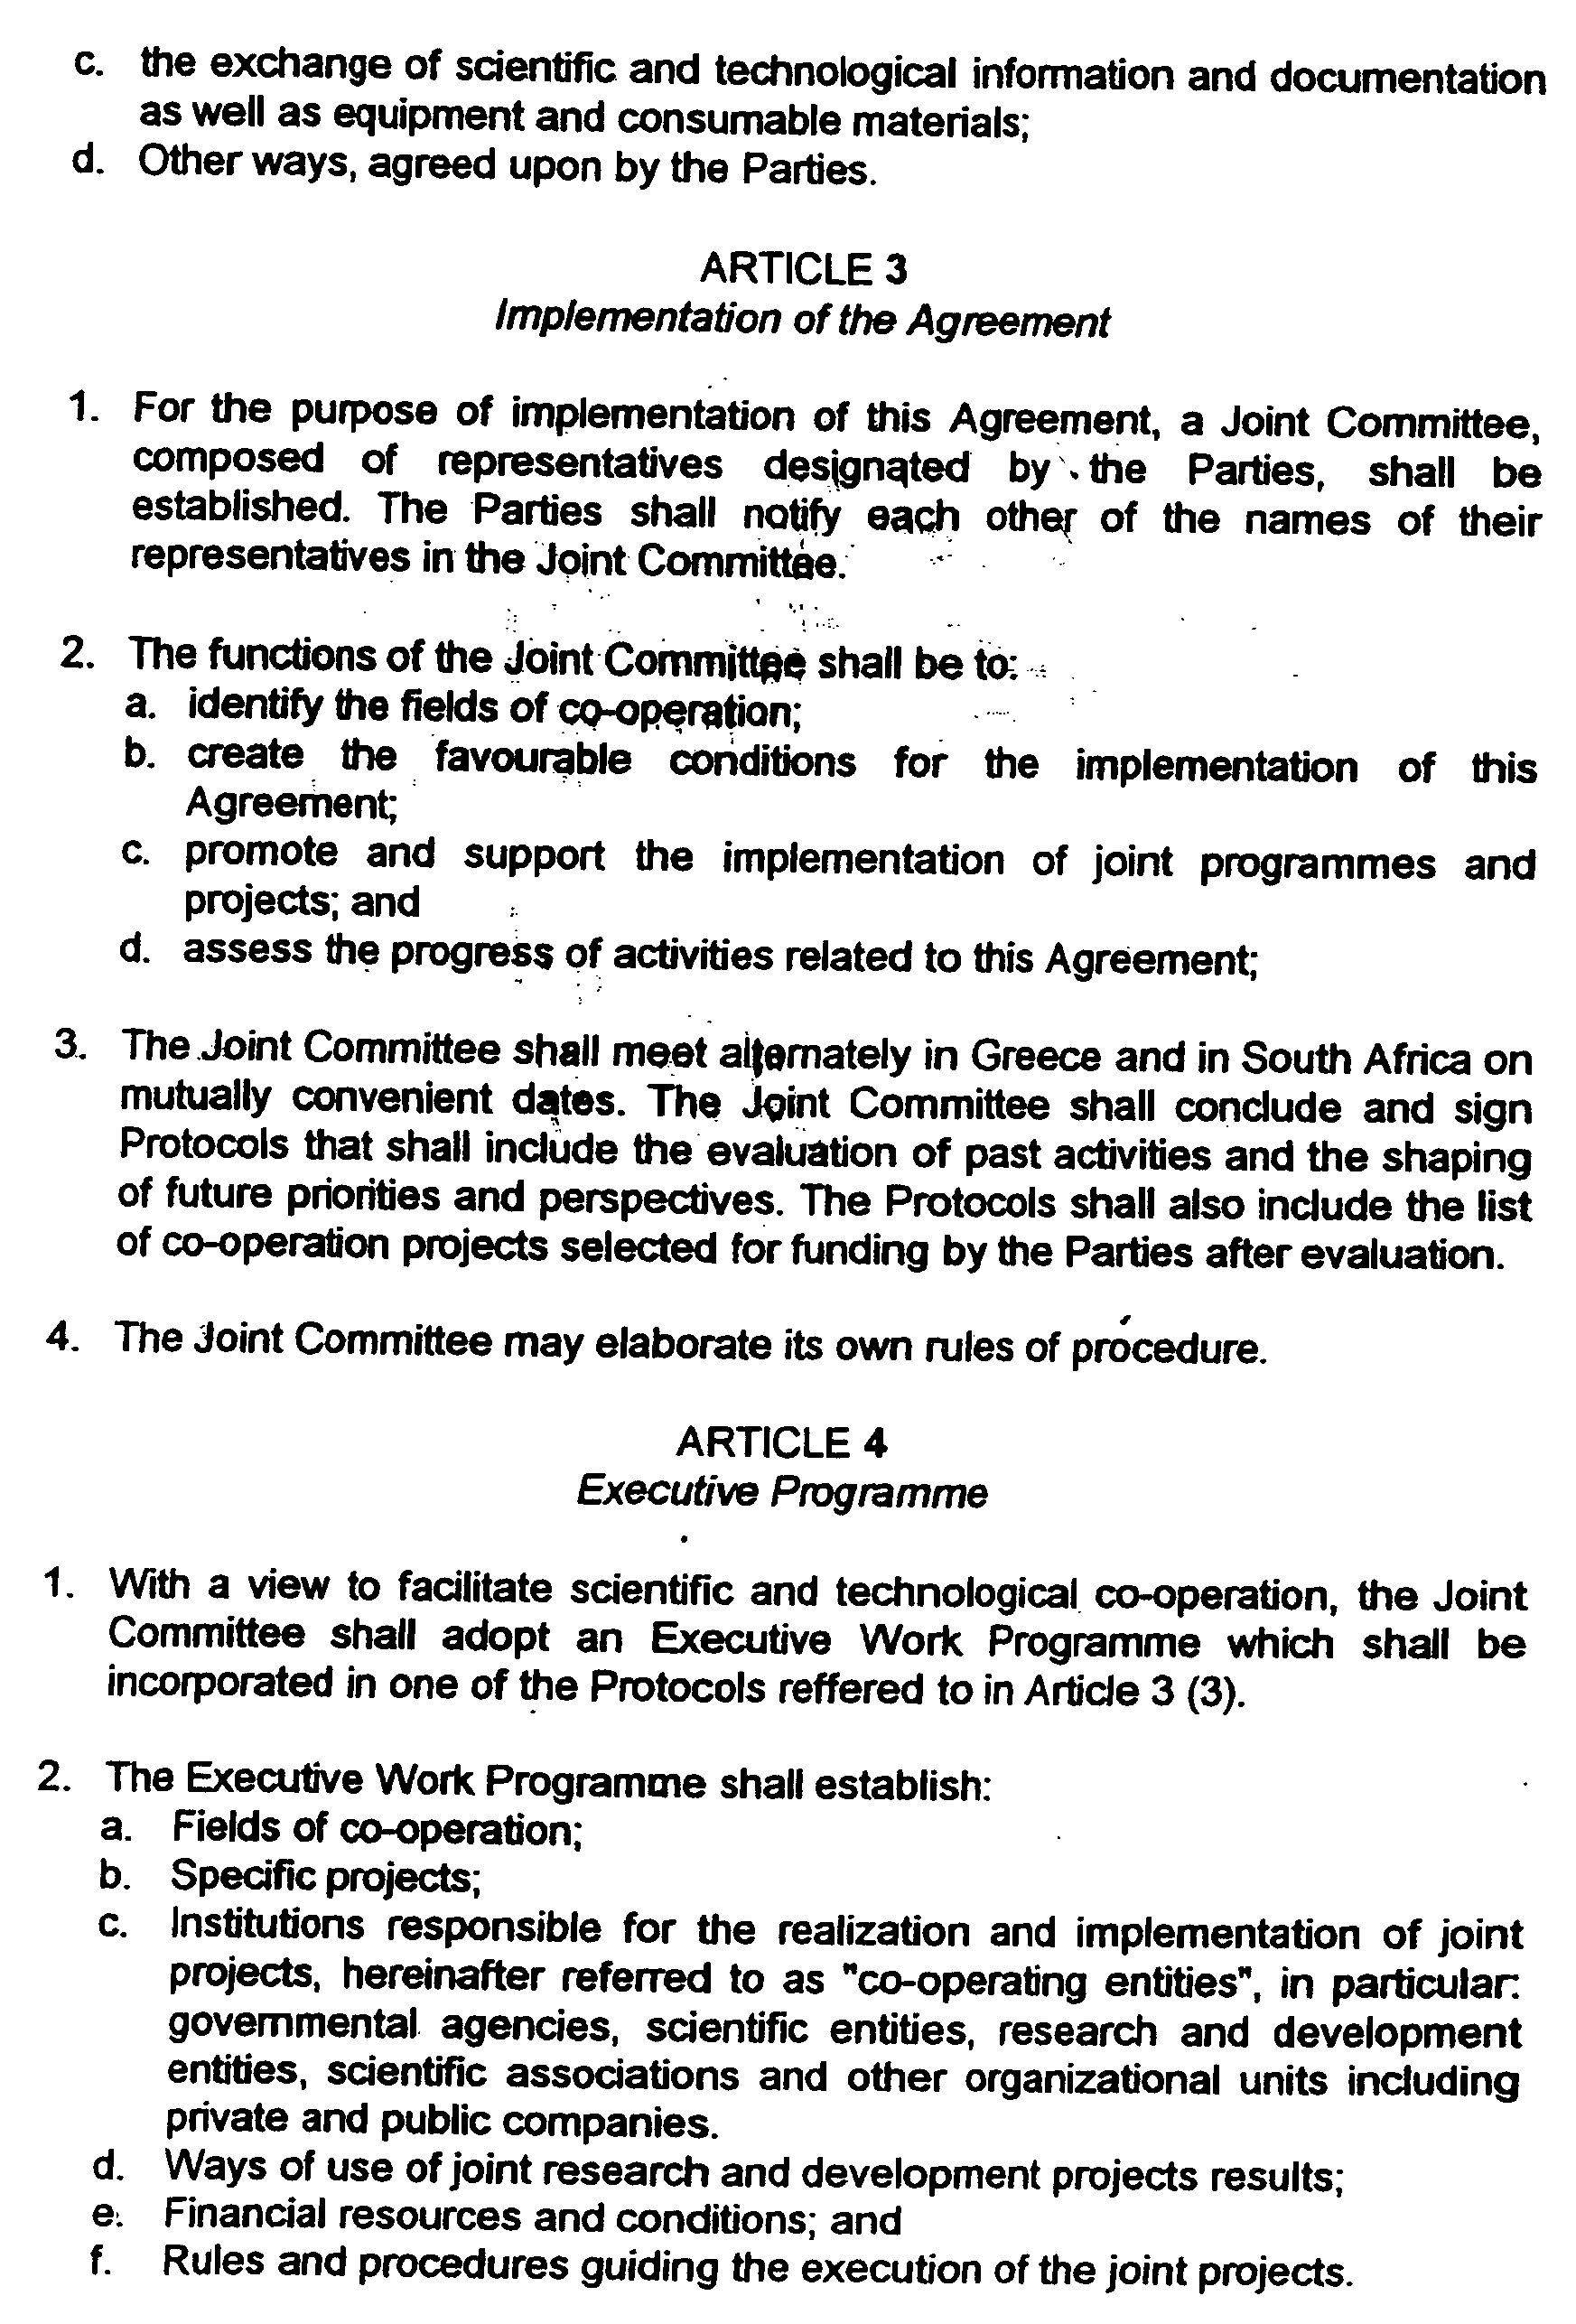 c. the exchange of scientific and technological information and documentation
as well as equipment and consumable materials;
d. Other ways, agreed upon by the Parties.
ARTICLE 3
Implementation of the Agreement
1. For the purpose of implementation of this Agreement, a Joint Committee,
composed of representatives designated by the Parties, shall be
established. The Parties shall notify each other of the names of their
representatives in the Joint Committee.
2. The functions of the Joint Committee shall be to:
a. identify the fields of co-operation;
b. create the favourable conditions for the implementation of this
Agreement;
c. promote and support the implementation of joint programmes and
projects; and
d. assess the progress of activities related to this Agreement;
3. The Joint Committee shall meet alternately in Greece and in South Africa on
mutually convenient dates. The Joint Committee shall conclude and sign
Protocols that shall include the evaluation of past activities and the shaping
of future priorities and perspectives. The Protocols shall also include the list
of co-operation projects selected for funding by the Parties after evaluation.
4. The Joint Committee may elaborate its own rules of procedure.
ARTICLE 4
Executive Programme
1. With a view to facilitate scientific and technological co-operation, the Joint
Committee shall adopt an Executive Work Programme which shall be
incorporated in one of the Protocols reffered to in Article 3 (3).
2. The Executive Work Programme shall establish:
a. Fields of co-operation;
b. Specific projects;
c. Institutions responsible for the realization and implementation of joint
projects, hereinafter referred to as "co-operating entities", in particular:
governmental agencies, scientific entities, research and development
entities, scientific associations and other organizational units including
private and public companies.
d. Ways of use of joint research and development projects results;
e. Financial resources and conditions; and
f. Rules and procedures guiding the execution of the joint projects.